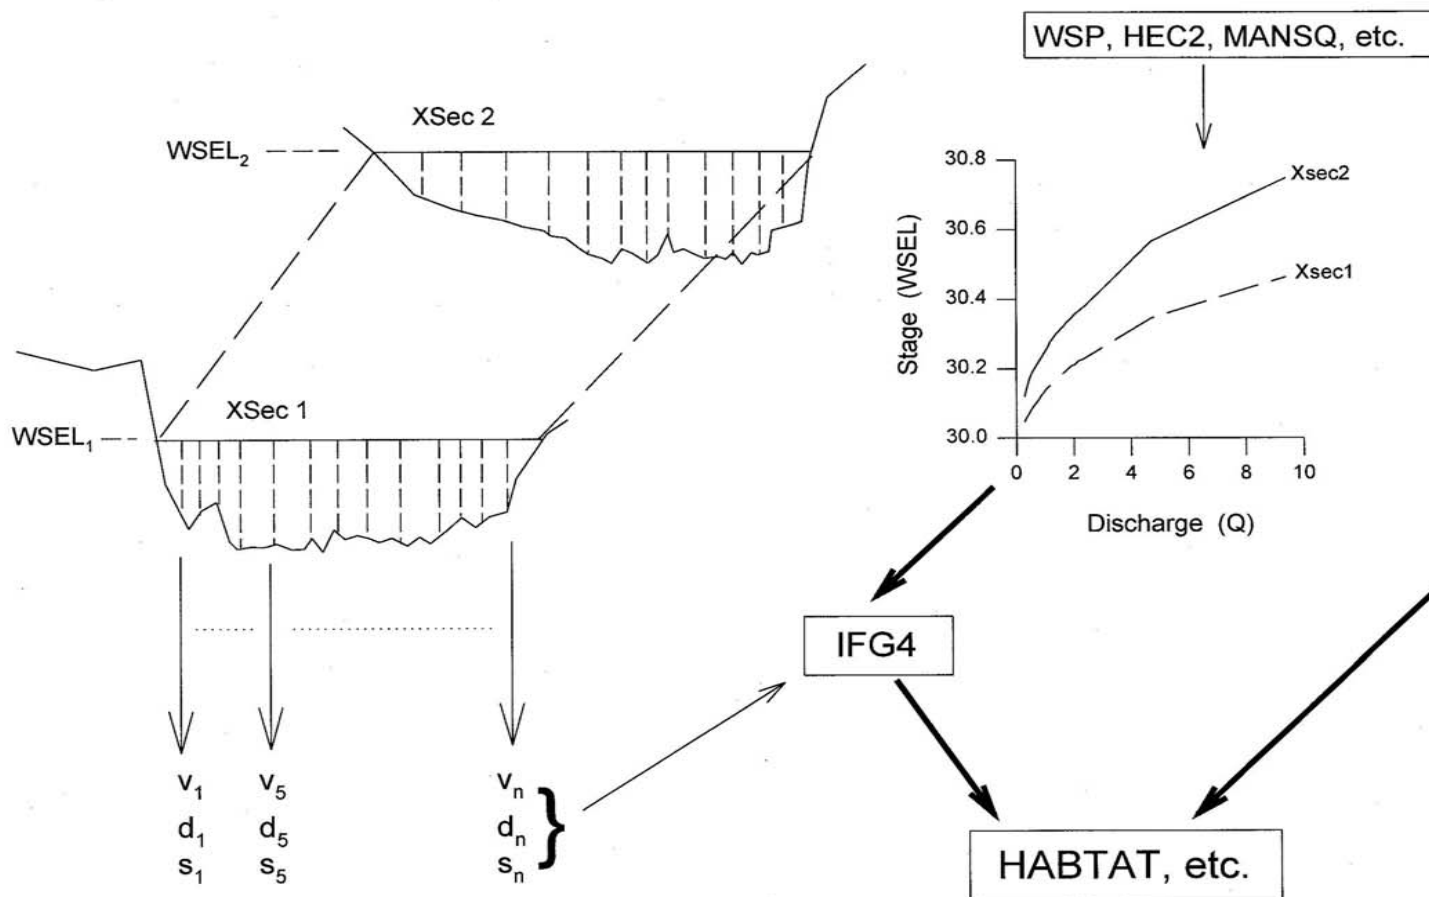 WSP, HEC2, MANSQ, etc.
XSec 2
WSEL₂
XSec 1
WSEL₁
Stage (WSEL)
30.8
30.6
30.4
30.2
30.0
Xsec2
Xsec1
0 2 4 6 8 10
Discharge (Q)
IFG4
v₁ v₅ vₙ
d₁ d₅ dₙ
s₁ s₅ sₙ
}
HABTAT, etc.